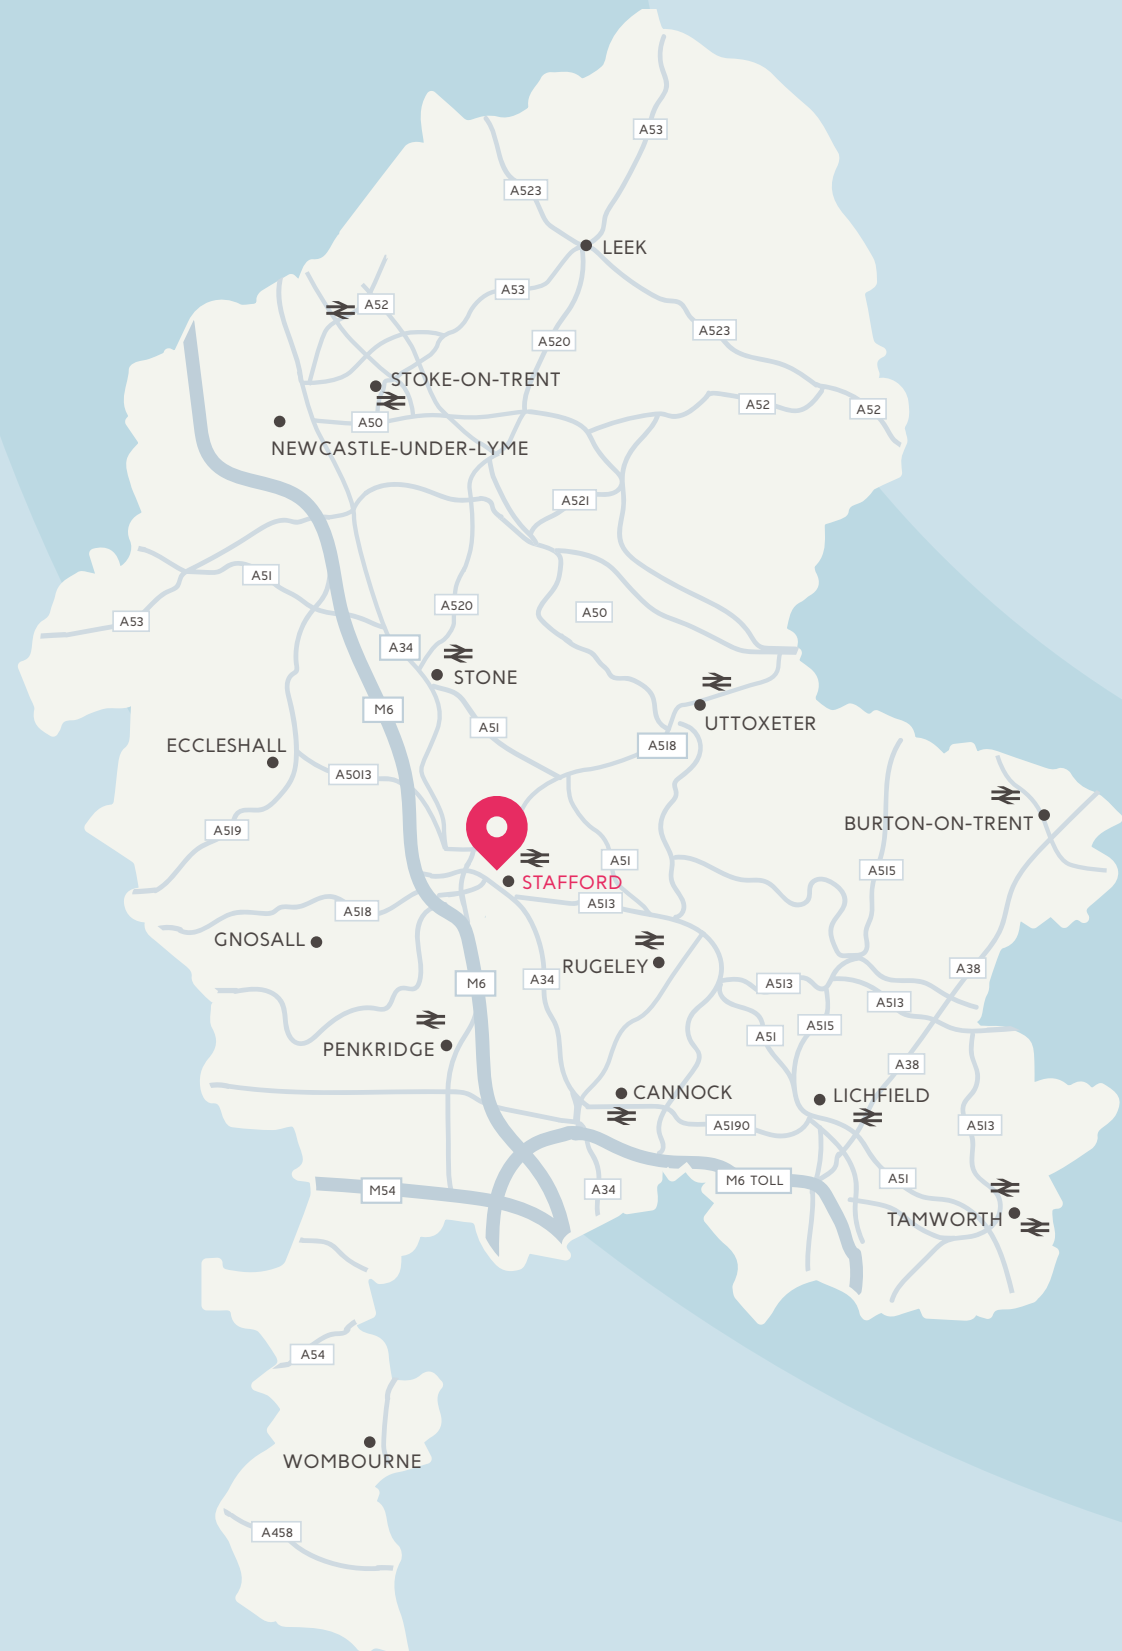 A53
A523
LEEK
A53
A52
A523
A520
STOKE-ON-TRENT
A52
A52
A50
NEWCASTLE-UNDER-LYME
A521
A51
A520
A50
A53
A34
STONE
M6
UTTOXETER
A51
ECCLESHALL
A518
A5013
BURTON-ON-TRENT
A519
A51
A515
STAFFORD
A513
A518
GNOSALL
RUGELEY
A38
M6
A34
A513
A513
PENKRIDGE
A515
A51
A38
CANNOCK
LICHFIELD
A5190
A513
A51
M6 TOLL
M54
A34
TAMWORTH
A54
WOMBOURNE
A458